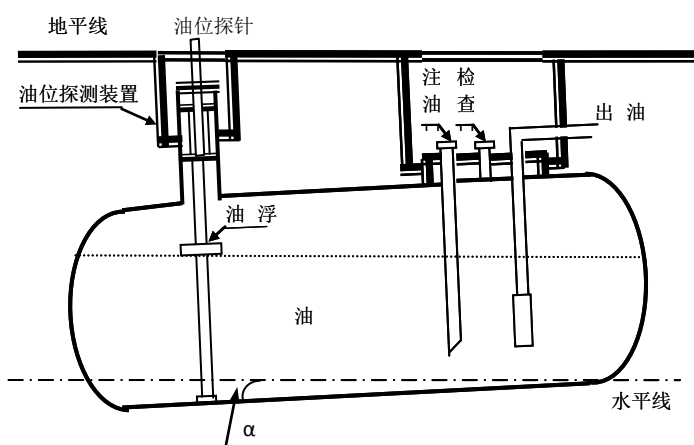 地平线 油位探针
油位探测装置
注 检
油 查
出 油
油 浮
油
水平线
α